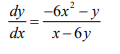 dy/dx = (-6x² - y)/(x - 6y)